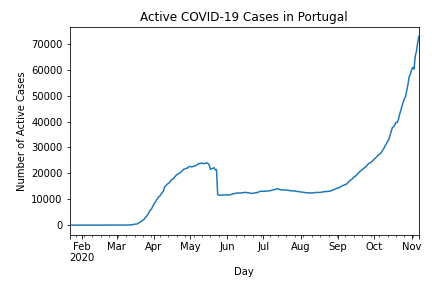 Active COVID-19 Cases in Portugal
Number of Active Cases
70000
60000
50000
40000
30000
20000
10000
0
Feb Mar Apr May Jun Jul Aug Sep Oct Nov
2020
Day